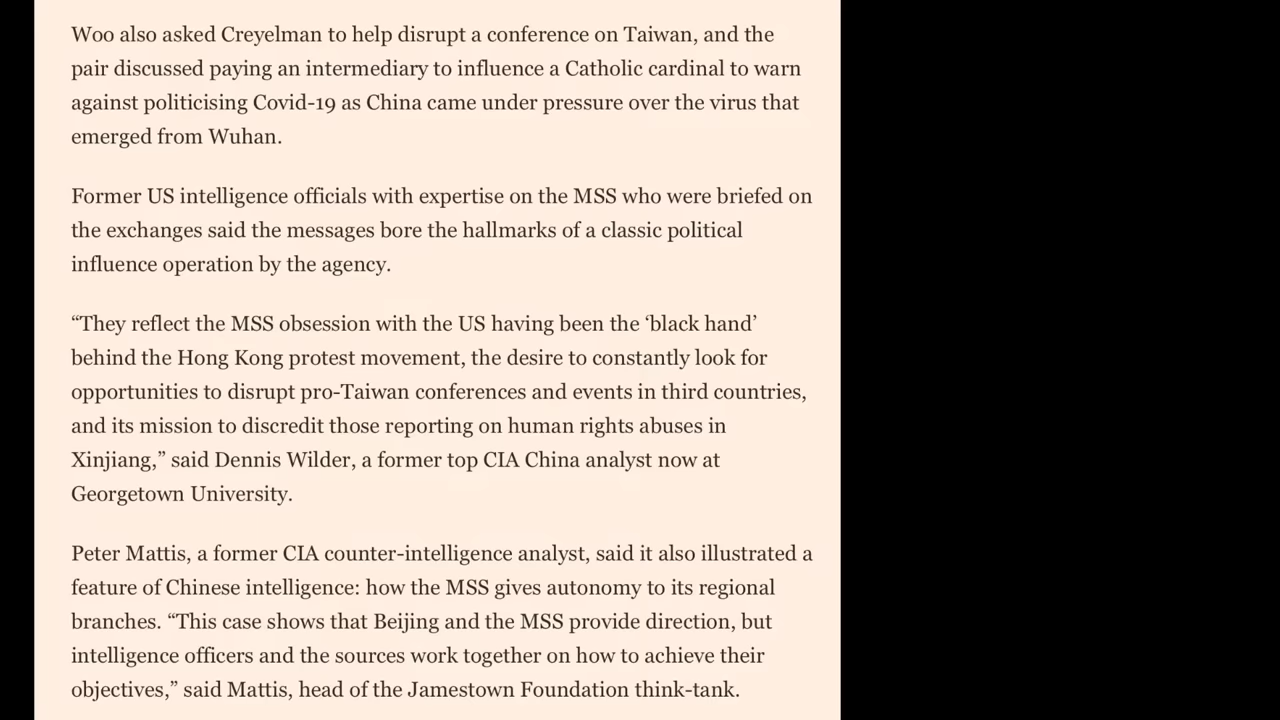 Woo also asked Creyelman to help disrupt a conference on Taiwan, and the
pair discussed paying an intermediary to influence a Catholic cardinal to warn
against politicising Covid-19 as China came under pressure over the virus that
emerged from Wuhan.
Former US intelligence officials with expertise on the MSS who were briefed on
the exchanges said the messages bore the hallmarks of a classic political
influence operation by the agency.
“They reflect the MSS obsession with the US having been the ‘black hand’
behind the Hong Kong protest movement, the desire to constantly look for
opportunities to disrupt pro-Taiwan conferences and events in third countries,
and its mission to discredit those reporting on human rights abuses in
Xinjiang,” said Dennis Wilder, a former top CIA China analyst now at
Georgetown University.
Peter Mattis, a former CIA counter-intelligence analyst, said it also illustrated a
feature of Chinese intelligence: how the MSS gives autonomy to its regional
branches. “This case shows that Beijing and the MSS provide direction, but
intelligence officers and the sources work together on how to achieve their
objectives,” said Mattis, head of the Jamestown Foundation think-tank.